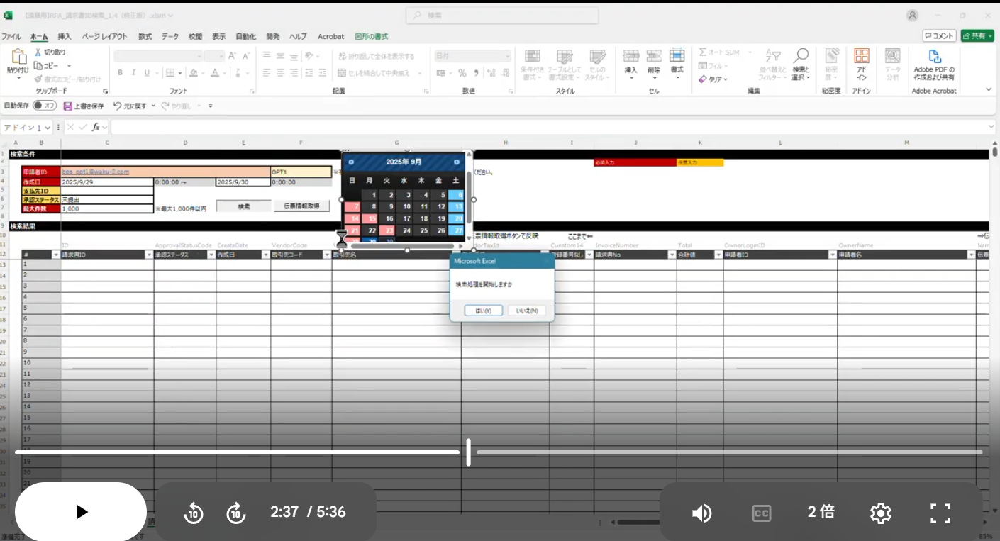 【遠藤用】RPA_請求書ID検索_1.4（修正版）.xlsm
検索
ファイル ホーム 挿入 ページ レイアウト 数式 データ 校閲 表示 自動化 開発 ヘルプ Acrobat 図形の書式
コメント 共有
貼り付け 切り取り コピー 書式のコピー/貼り付け
B I U
折り返して全体を表示する
セルを結合して中央揃え
日付
条件付き書式 テーブルとして書式設定 セルのスタイル
挿入 削除 書式
オート SUM フィル クリア
並べ替えとフィルター 検索と選択
秘密度 アドイン データ分析
Adobe PDF の作成および共有
クリップボード フォント 配置 数値 スタイル セル 編集 秘密度 アドイン Adobe Acrobat
自動保存 オフ 上書き保存 元に戻す やり直し
アドイン 1 fx
A B C D E F G H I J K L M
検索条件
申請者ID bps_opt1@waku-2.com OPT1 ください。 必須入力 任意入力
作成日 2025/9/29 0:00:00 ～ 2025/9/30 0:00:00
支払先ID
承認ステータス 未提出
最大件数 1,000 ※最大1,000件以内 検索 伝票情報取得
2025年 9月
日 月 火 水 木 金 土
1 2 3 4 5 6
7 8 9 10 11 12 13
14 15 16 17 18 19 20
21 22 23 24 25 26 27
28 29 30
検索結果
伝票情報取得ボタンで反映 ここまで⇐
ID ApprovalStatusCode CreateDate VendorCode Cunstom14 InvoiceNumber Total OwnerLoginID OwnerName
# 請求書ID 承認ステータス 作成日 取引先コード 取引先名 登録番号なし 請求書No 合計値 申請者ID 申請者名
1
2
3
4
5
6
7
8
9
10
11
12
13
14
15
16
17
18
19
20
21
Microsoft Excel
検索処理を開始しますか
はい(Y) いいえ(N)
10 10 2:37 / 5:36 CC 2 倍
85%